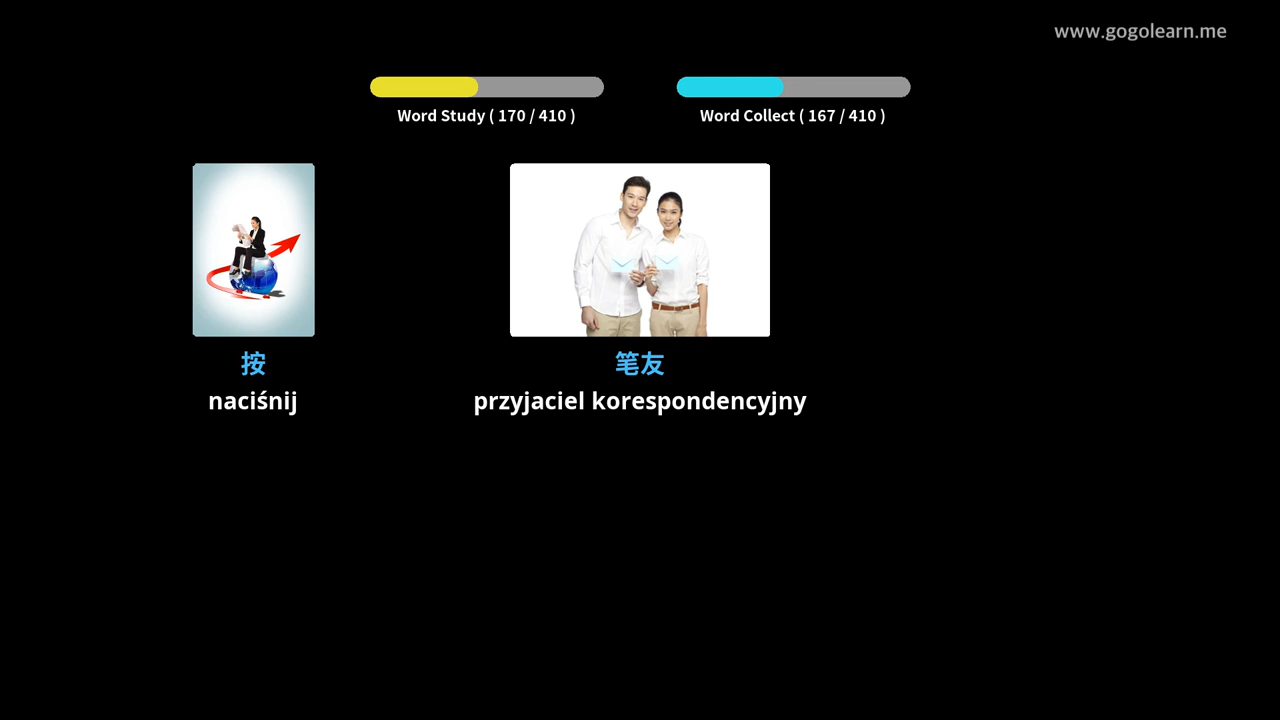 www.gogolearn.me
Word Study ( 170 / 410 )
Word Collect ( 167 / 410 )
按
naciśnij
笔友
przyjaciel korespondencyjny